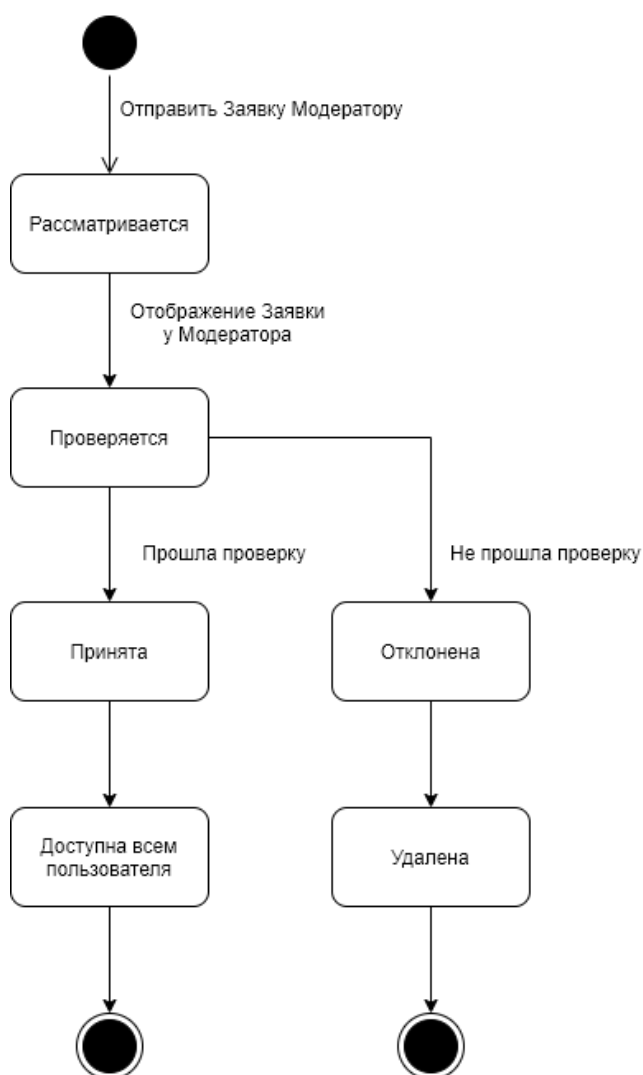 Отправить Заявку Модератору
Рассматривается
Отображение Заявки
у Модератора
Проверяется
Прошла проверку
Не прошла проверку
Принята
Отклонена
Доступна всем
пользователя
Удалена